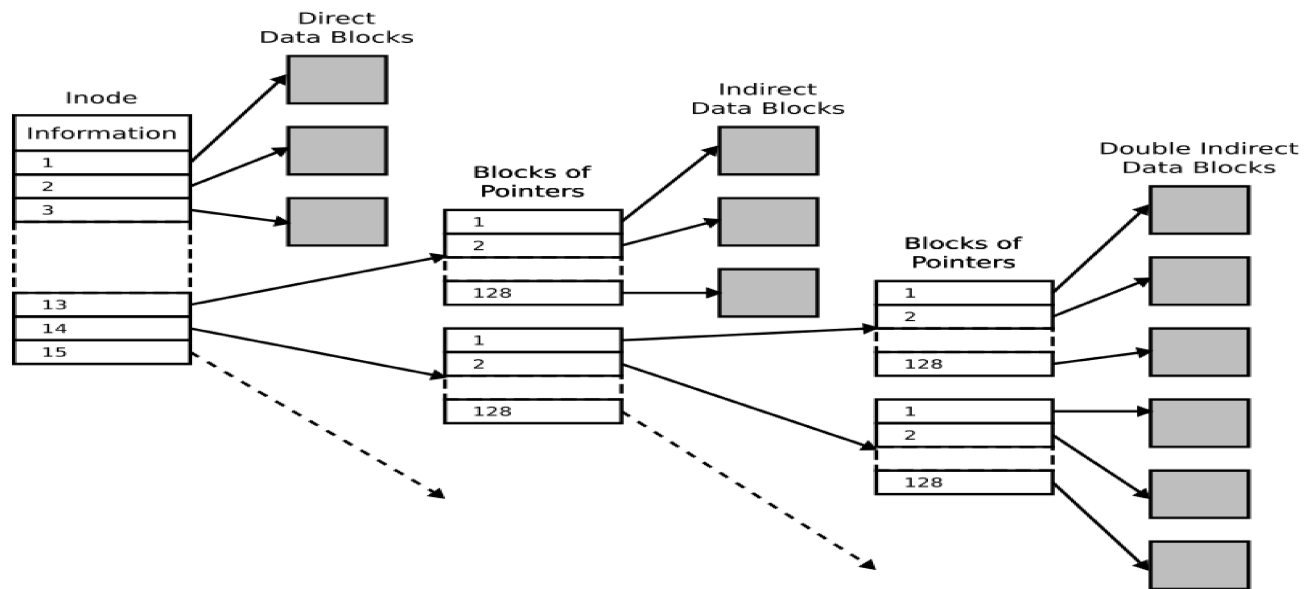 Direct
Data Blocks
Inode
Information
1
2
3
13
14
15
Blocks of
Pointers
1
2
128
1
2
128
Indirect
Data Blocks
Blocks of
Pointers
1
2
128
1
2
128
Double Indirect
Data Blocks